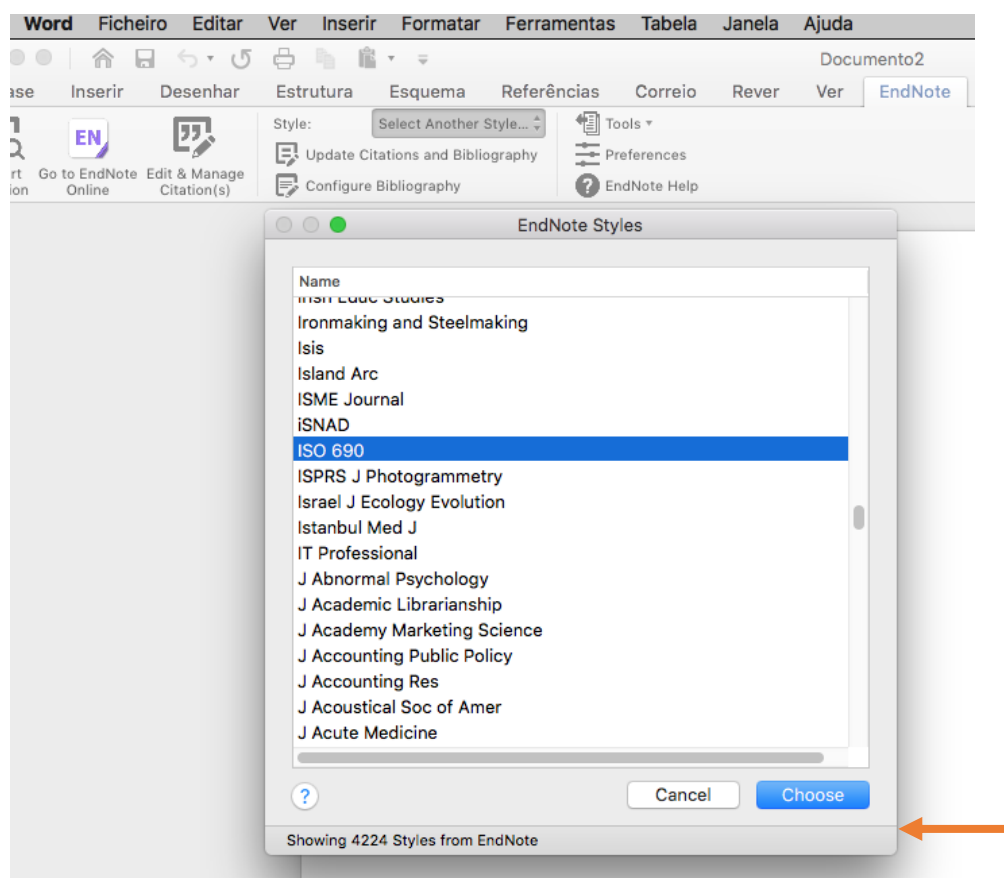 Word Ficheiro Editar Ver Inserir Formatar Ferramentas Tabela Janela Ajuda
Documento2
Inserir Desenhar Estrutura Esquema Referências Correio Rever Ver EndNote
Style: Select Another Style... Tools
EN
Update Citations and Bibliography Preferences
Go to EndNote Edit & Manage
Online Citation(s)
Configure Bibliography EndNote Help
EndNote Styles
Name
Irish Educ Studies
Ironmaking and Steelmaking
Isis
Island Arc
ISME Journal
iSNAD
ISO 690
ISPRS J Photogrammetry
Israel J Ecology Evolution
Istanbul Med J
IT Professional
J Abnormal Psychology
J Academic Librarianship
J Academy Marketing Science
J Accounting Public Policy
J Accounting Res
J Acoustical Soc of Amer
J Acute Medicine
? Cancel Choose
Showing 4224 Styles from EndNote